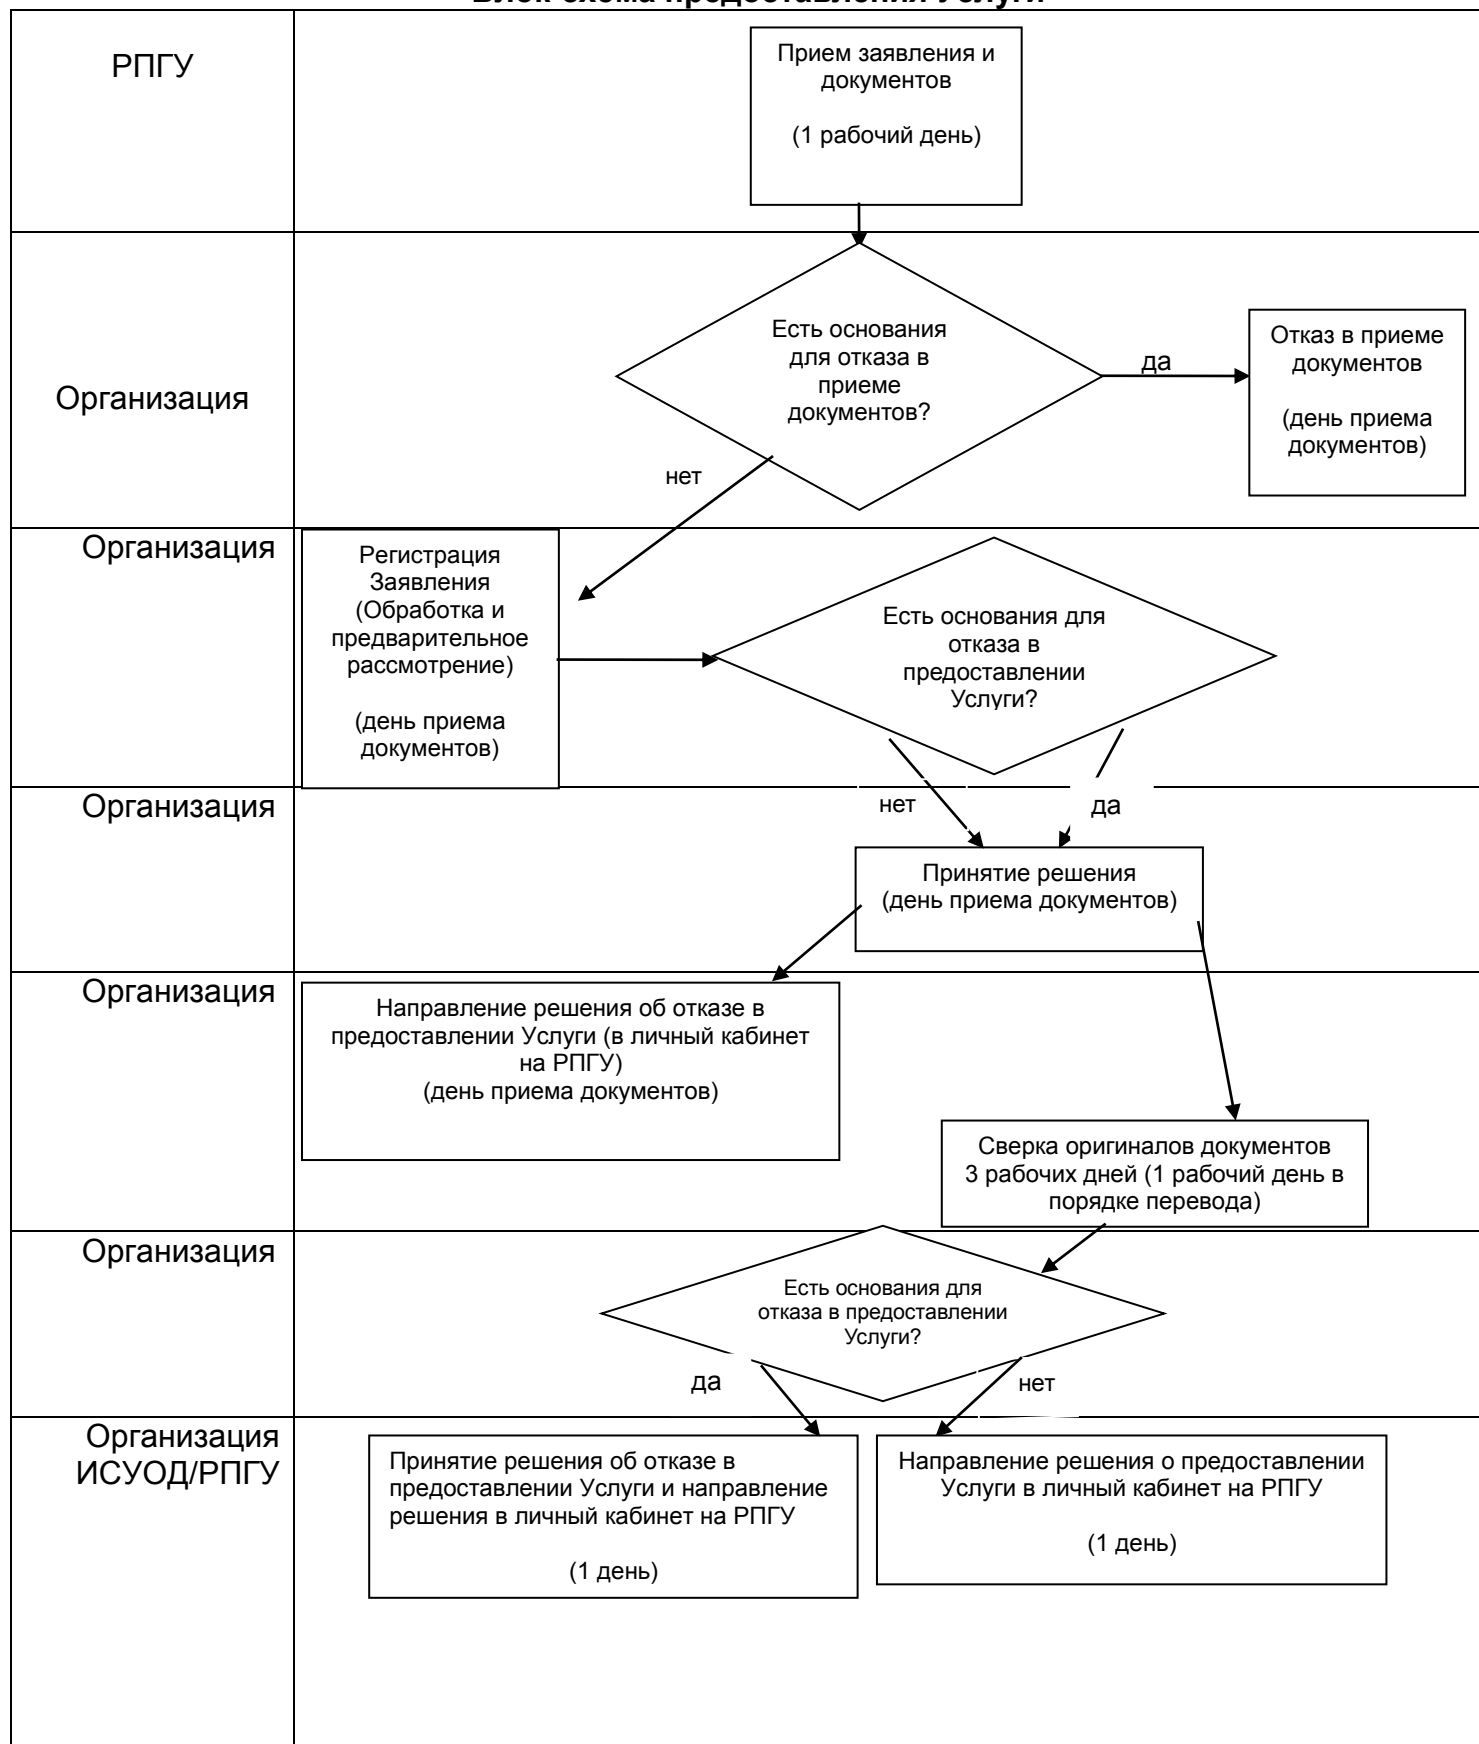 Блок-схема предоставления Услуги
РПГУ
Прием заявления и
документов
(1 рабочий день)
Организация
Есть основания
для отказа в
приеме
документов?
да
Отказ в приеме
документов
(день приема
документов)
нет
Организация
Регистрация
Заявления
(Обработка и
предварительное
рассмотрение)
(день приема
документов)
Есть основания для
отказа в
предоставлении
Услуги?
Организация
нет
да
Принятие решения
(день приема документов)
Организация
Направление решения об отказе в
предоставлении Услуги (в личный кабинет
на РПГУ)
(день приема документов)
Сверка оригиналов документов
3 рабочих дней (1 рабочий день в
порядке перевода)
Организация
Есть основания для
отказа в предоставлении
Услуги?
да
нет
Организация
ИСУОД/РПГУ
Принятие решения об отказе в
предоставлении Услуги и направление
решения в личный кабинет на РПГУ
(1 день)
Направление решения о предоставлении
Услуги в личный кабинет на РПГУ
(1 день)